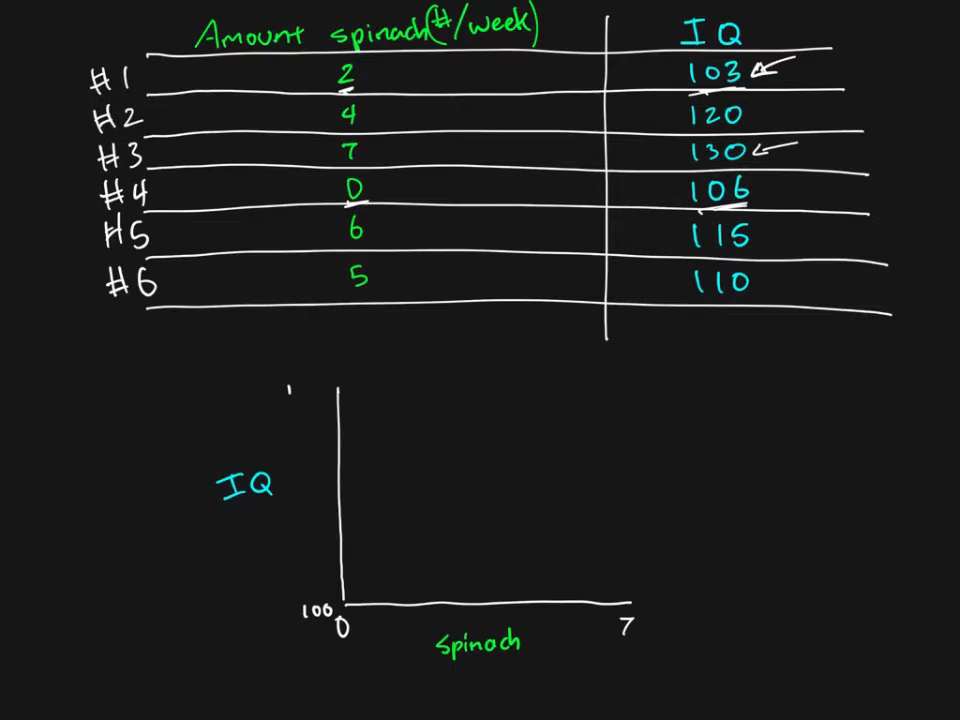 Amount spinach(#/week) IQ
#1 2 103
#2 4 120
#3 7 130
#4 0 106
#5 6 115
#6 5 110
IQ
100
0 7
spinach